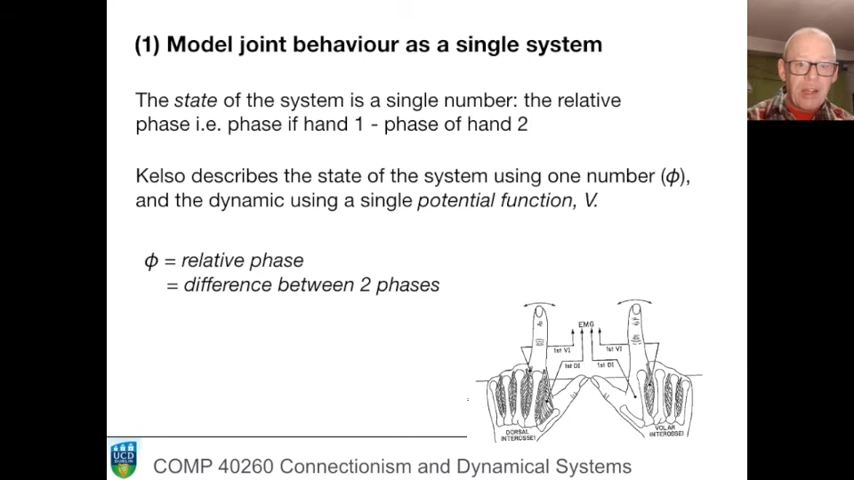 (1) Model joint behaviour as a single system
The state of the system is a single number: the relative
phase i.e. phase if hand 1 - phase of hand 2
Kelso describes the state of the system using one number (ϕ),
and the dynamic using a single potential function, V.
ϕ = relative phase
= difference between 2 phases
EMG
1st VI 1st VI
1st DI 1st DI
DORSAL
INTEROSSEI
VOLAR
INTEROSSEI
UCD
DUBLIN
COMP 40260 Connectionism and Dynamical Systems